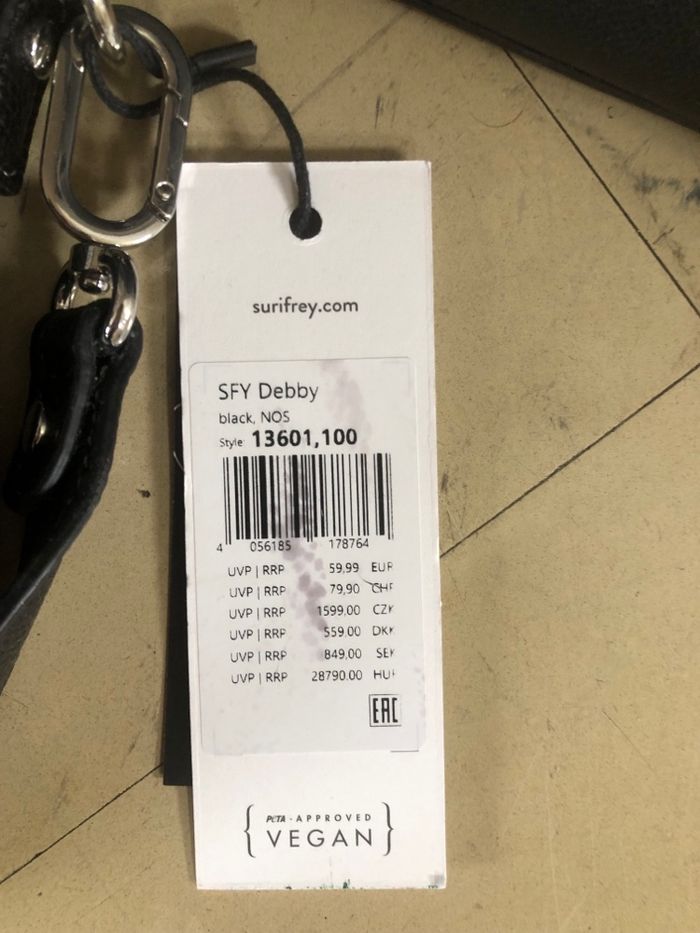 surifrey.com
SFY Debby
black, NOS
Style: 13601,100
4 056185 178764
UVP | RRP 59,99 EUR
UVP | RRP 79,90 CHF
UVP | RRP 1599,00 CZK
UVP | RRP 559,00 DKK
UVP | RRP 849,00 SEK
UVP | RRP 28790.00 HUF
EAC
PETA - APPROVED
VEGAN